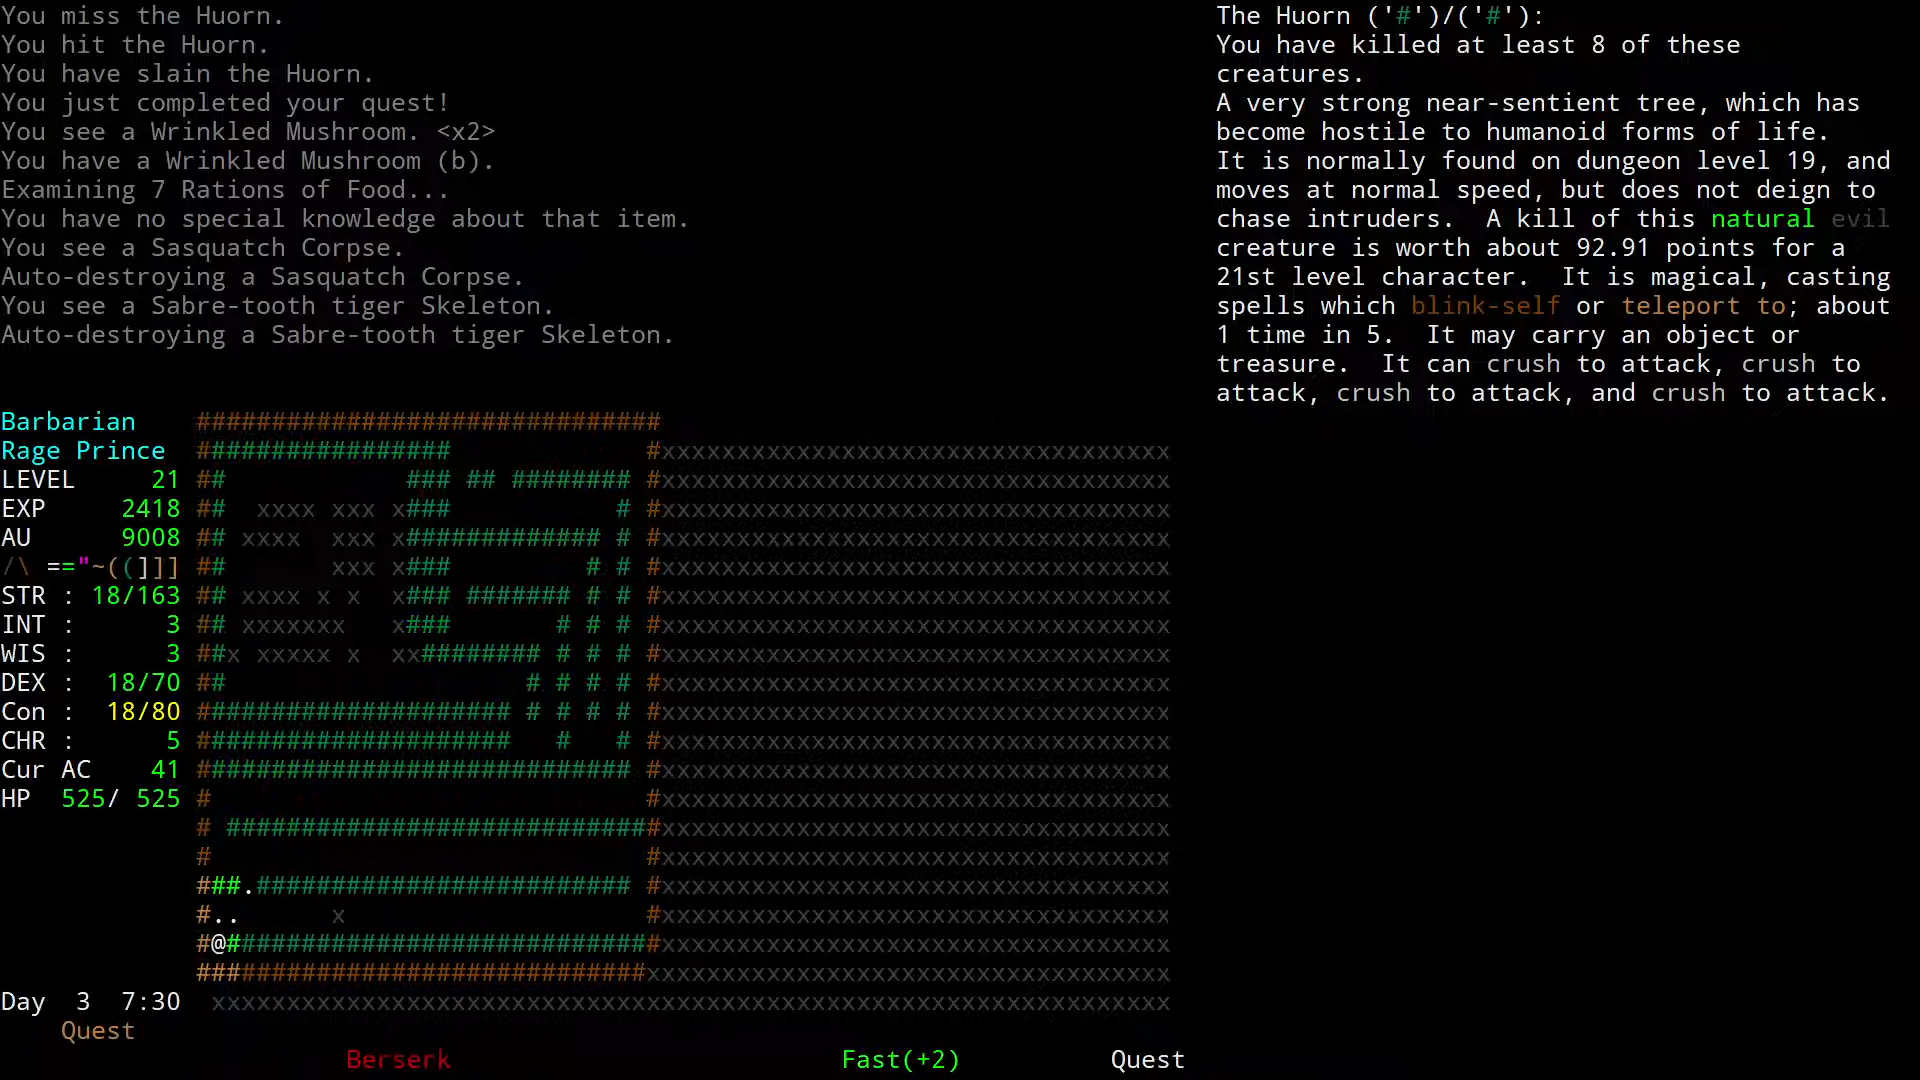 You miss the Huorn.
You hit the Huorn.
You have slain the Huorn.
You just completed your quest!
You see a Wrinkled Mushroom. <x2>
You have a Wrinkled Mushroom (b).
Examining 7 Rations of Food...
You have no special knowledge about that item.
You see a Sasquatch Corpse.
Auto-destroying a Sasquatch Corpse.
You see a Sabre-tooth tiger Skeleton.
Auto-destroying a Sabre-tooth tiger Skeleton.
The Huorn ('#')/('#'):
You have killed at least 8 of these
creatures.
A very strong near-sentient tree, which has
become hostile to humanoid forms of life.
It is normally found on dungeon level 19, and
moves at normal speed, but does not deign to
chase intruders.  A kill of this natural evil
creature is worth about 92.91 points for a
21st level character.  It is magical, casting
spells which blink-self or teleport to; about
1 time in 5.  It may carry an object or
treasure.  It can crush to attack, crush to
attack, crush to attack, and crush to attack.
Barbarian
Rage Prince
LEVEL 21
EXP 2418
AU 9008
/\ =="~((]]]
STR : 18/163
INT : 3
WIS : 3
DEX : 18/70
Con : 18/80
CHR : 5
Cur AC 41
HP 525/ 525
Day 3 7:30
Quest
Berserk
Fast(+2)
Quest